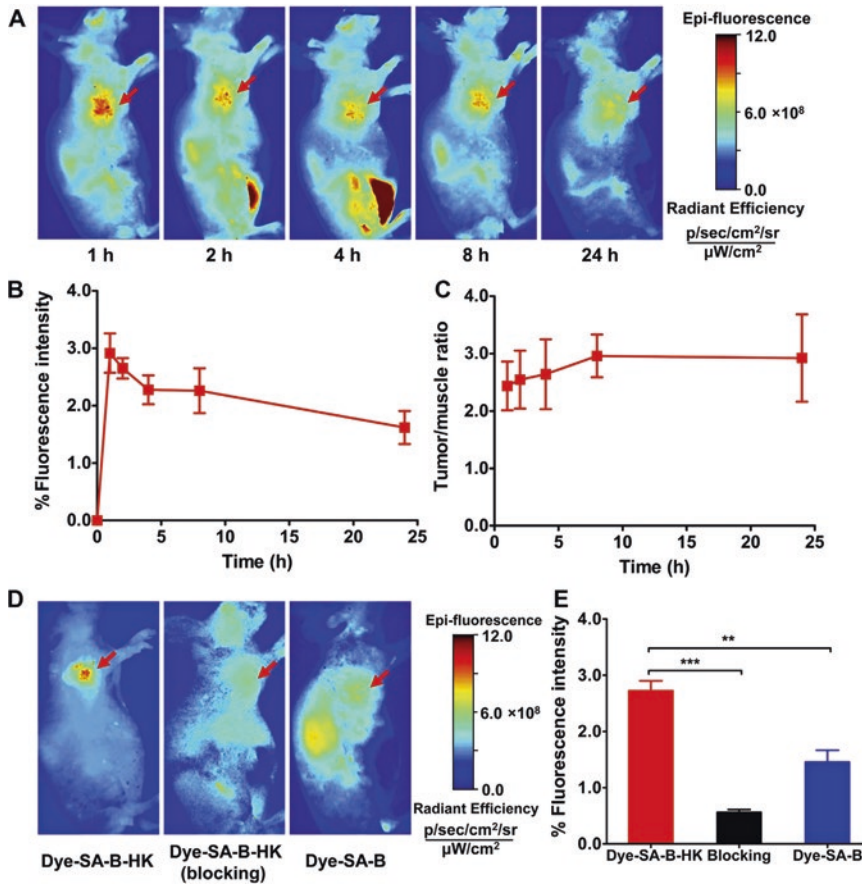 A
1 h
2 h
4 h
8 h
24 h
Epi-fluorescence
12.0
6.0 ×10⁸
0.0
Radiant Efficiency
p/sec/cm²/sr
µW/cm²
B
% Fluorescence intensity
4.0
3.0
2.0
1.0
0.0
0 5 10 15 20 25
Time (h)
C
Tumor/muscle ratio
4.0
3.0
2.0
1.0
0.0
0 5 10 15 20 25
Time (h)
D
Dye-SA-B-HK
Dye-SA-B-HK
(blocking)
Dye-SA-B
Epi-fluorescence
12.0
6.0 ×10⁸
0.0
Radiant Efficiency
p/sec/cm²/sr
µW/cm²
E
% Fluorescence intensity
4.0
3.0
2.0
1.0
0.0
**
***
Dye-SA-B-HK Blocking Dye-SA-B